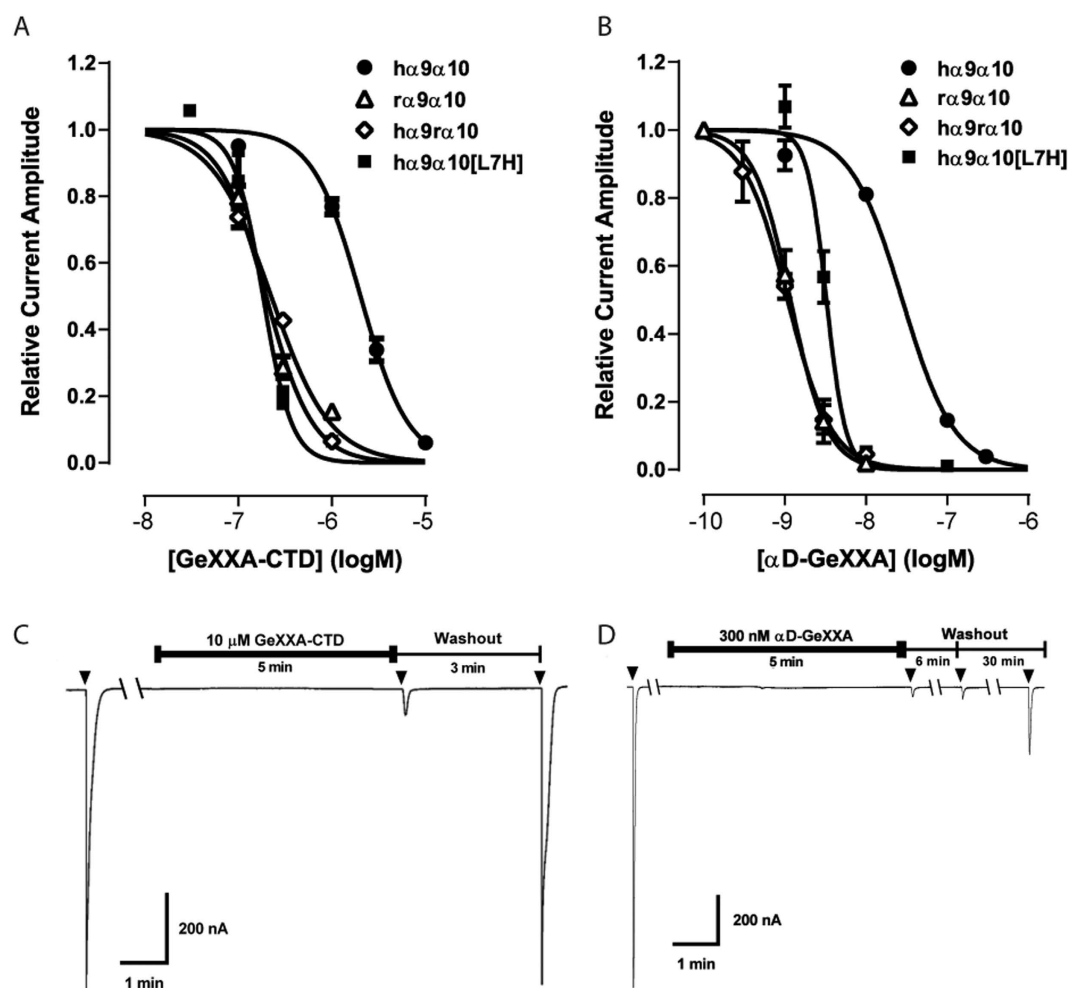 A
1.2
1.0
0.8
0.6
0.4
0.2
0.0
Relative Current Amplitude
hα9α10
rα9α10
hα9rα10
hα9α10[L7H]
-8
-7
-6
-5
[GeXXA-CTD] (logM)
B
1.2
1.0
0.8
0.6
0.4
0.2
0.0
Relative Current Amplitude
hα9α10
rα9α10
hα9rα10
hα9α10[L7H]
-10
-9
-8
-7
-6
[αD-GeXXA] (logM)
C
10 μM GeXXA-CTD
Washout
5 min
3 min
200 nA
1 min
D
300 nM αD-GeXXA
Washout
5 min
6 min
30 min
200 nA
1 min